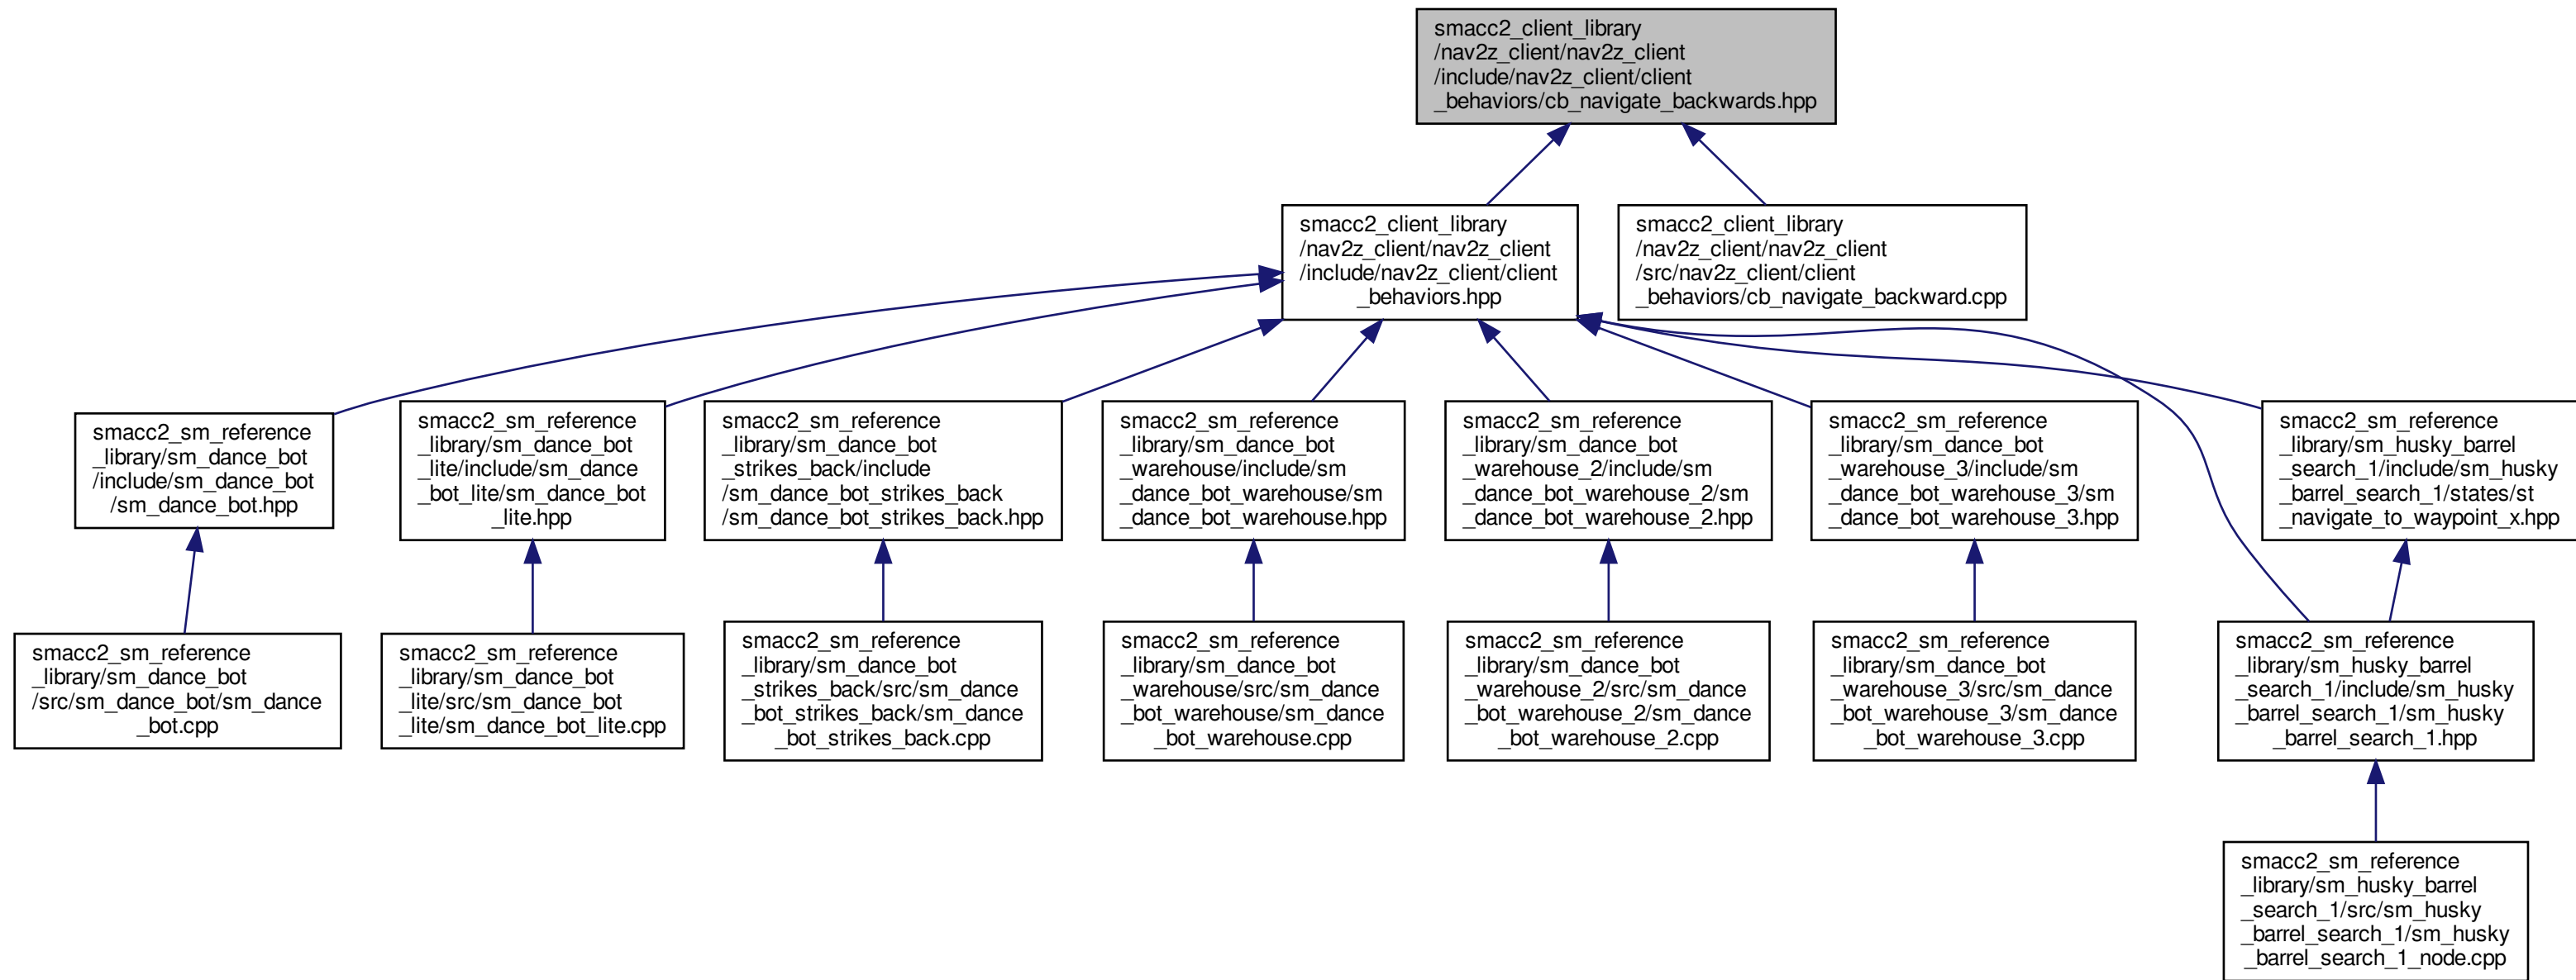 smacc2_client_library
/nav2z_client/nav2z_client
/include/nav2z_client/client
_behaviors/cb_navigate_backwards.hpp
smacc2_client_library
/nav2z_client/nav2z_client
/include/nav2z_client/client
_behaviors.hpp
smacc2_client_library
/nav2z_client/nav2z_client
/src/nav2z_client/client
_behaviors/cb_navigate_backward.cpp
smacc2_sm_reference
_library/sm_dance_bot
/include/sm_dance_bot
/sm_dance_bot.hpp
smacc2_sm_reference
_library/sm_dance_bot
_lite/include/sm_dance
_bot_lite/sm_dance_bot
_lite.hpp
smacc2_sm_reference
_library/sm_dance_bot
_strikes_back/include
/sm_dance_bot_strikes_back
/sm_dance_bot_strikes_back.hpp
smacc2_sm_reference
_library/sm_dance_bot
_warehouse/include/sm
_dance_bot_warehouse/sm
_dance_bot_warehouse.hpp
smacc2_sm_reference
_library/sm_dance_bot
_warehouse_2/include/sm
_dance_bot_warehouse_2/sm
_dance_bot_warehouse_2.hpp
smacc2_sm_reference
_library/sm_dance_bot
_warehouse_3/include/sm
_dance_bot_warehouse_3/sm
_dance_bot_warehouse_3.hpp
smacc2_sm_reference
_library/sm_husky_barrel
_search_1/include/sm_husky
_barrel_search_1/states/st
_navigate_to_waypoint_x.hpp
smacc2_sm_reference
_library/sm_dance_bot
/src/sm_dance_bot/sm_dance
_bot.cpp
smacc2_sm_reference
_library/sm_dance_bot
_lite/src/sm_dance_bot
_lite/sm_dance_bot_lite.cpp
smacc2_sm_reference
_library/sm_dance_bot
_strikes_back/src/sm_dance
_bot_strikes_back/sm_dance
_bot_strikes_back.cpp
smacc2_sm_reference
_library/sm_dance_bot
_warehouse/src/sm_dance
_bot_warehouse/sm_dance
_bot_warehouse.cpp
smacc2_sm_reference
_library/sm_dance_bot
_warehouse_2/src/sm_dance
_bot_warehouse_2/sm_dance
_bot_warehouse_2.cpp
smacc2_sm_reference
_library/sm_dance_bot
_warehouse_3/src/sm_dance
_bot_warehouse_3/sm_dance
_bot_warehouse_3.cpp
smacc2_sm_reference
_library/sm_husky_barrel
_search_1/include/sm_husky
_barrel_search_1/sm_husky
_barrel_search_1.hpp
smacc2_sm_reference
_library/sm_husky_barrel
_search_1/src/sm_husky
_barrel_search_1/sm_husky
_barrel_search_1_node.cpp